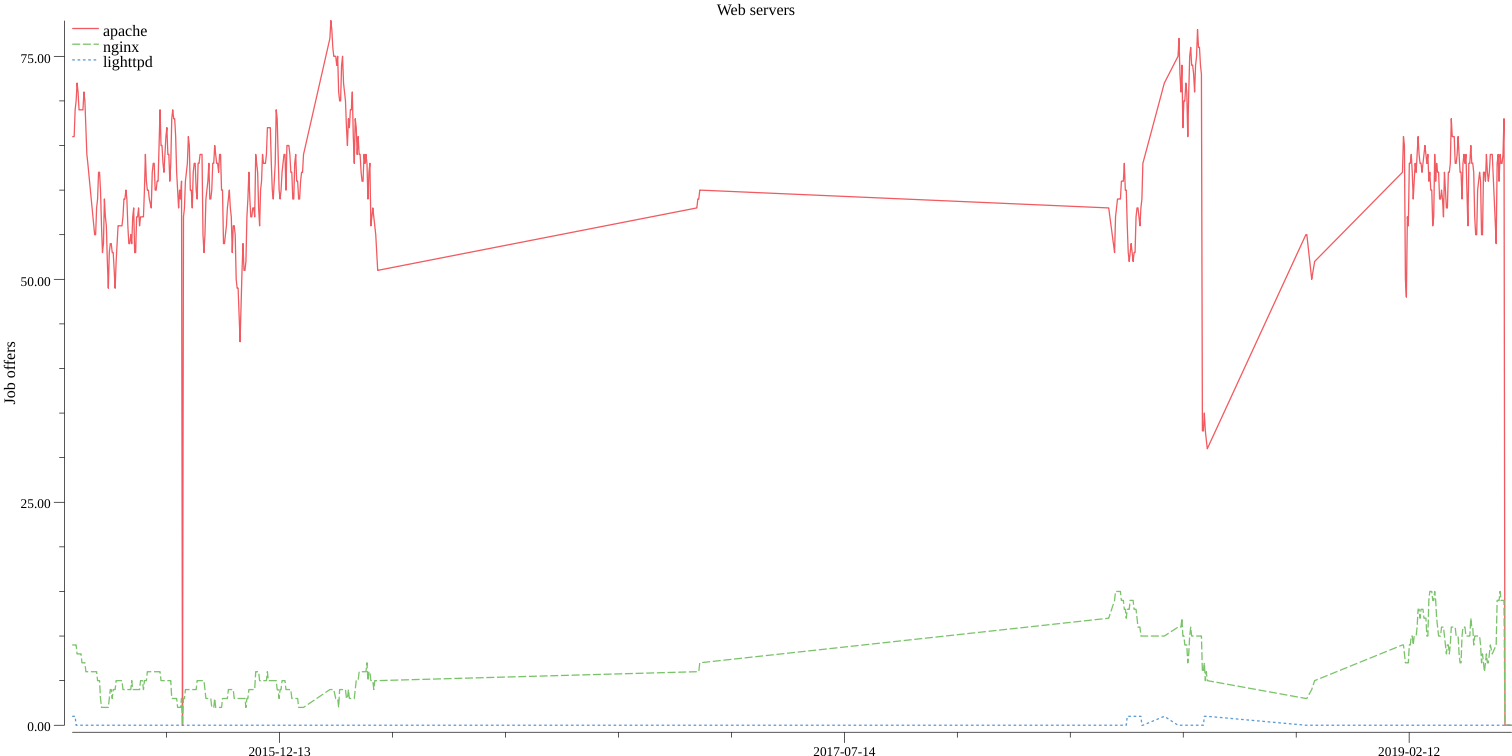 Web servers
apache
nginx
lighttpd
75.00
50.00
25.00
0.00
Job offers
2015-12-13
2017-07-14
2019-02-12